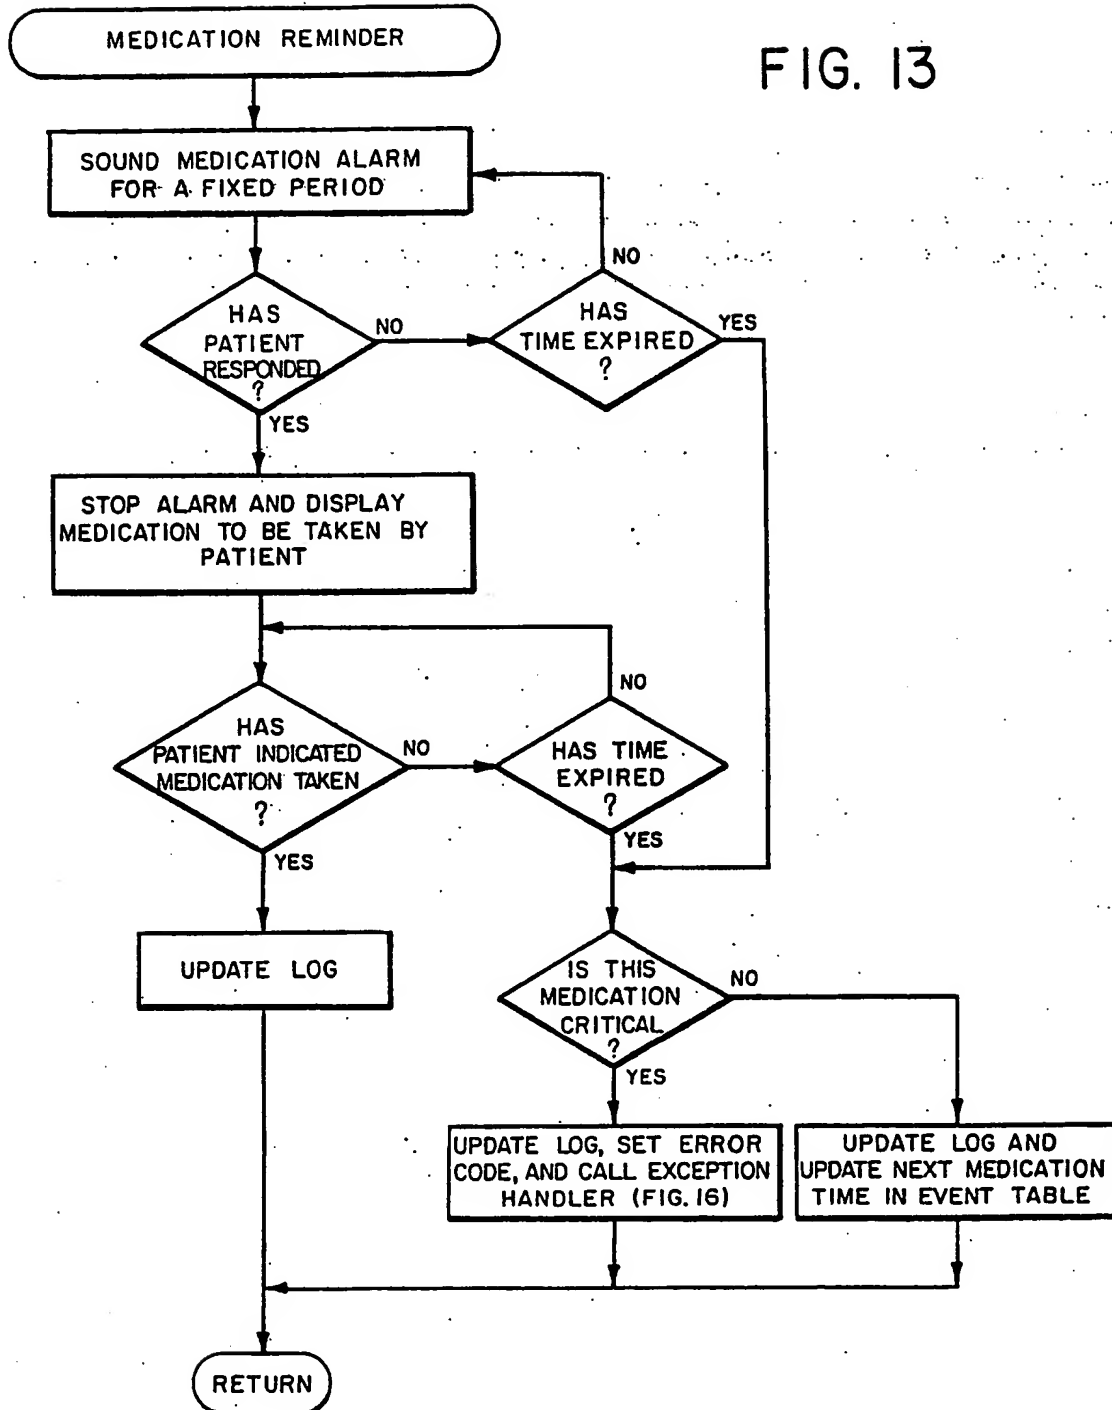 MEDICATION REMINDER
FIG. 13
SOUND MEDICATION ALARM
FOR A FIXED PERIOD
NO
HAS
PATIENT
RESPONDED
?
NO
HAS
TIME EXPIRED
?
YES
YES
STOP ALARM AND DISPLAY
MEDICATION TO BE TAKEN BY
PATIENT
NO
HAS
PATIENT INDICATED
MEDICATION TAKEN
?
NO
HAS TIME
EXPIRED
?
YES
YES
UPDATE LOG
IS THIS
MEDICATION
CRITICAL
?
NO
YES
UPDATE LOG, SET ERROR
CODE, AND CALL EXCEPTION
HANDLER (FIG. 16)
UPDATE LOG AND
UPDATE NEXT MEDICATION
TIME IN EVENT TABLE
RETURN